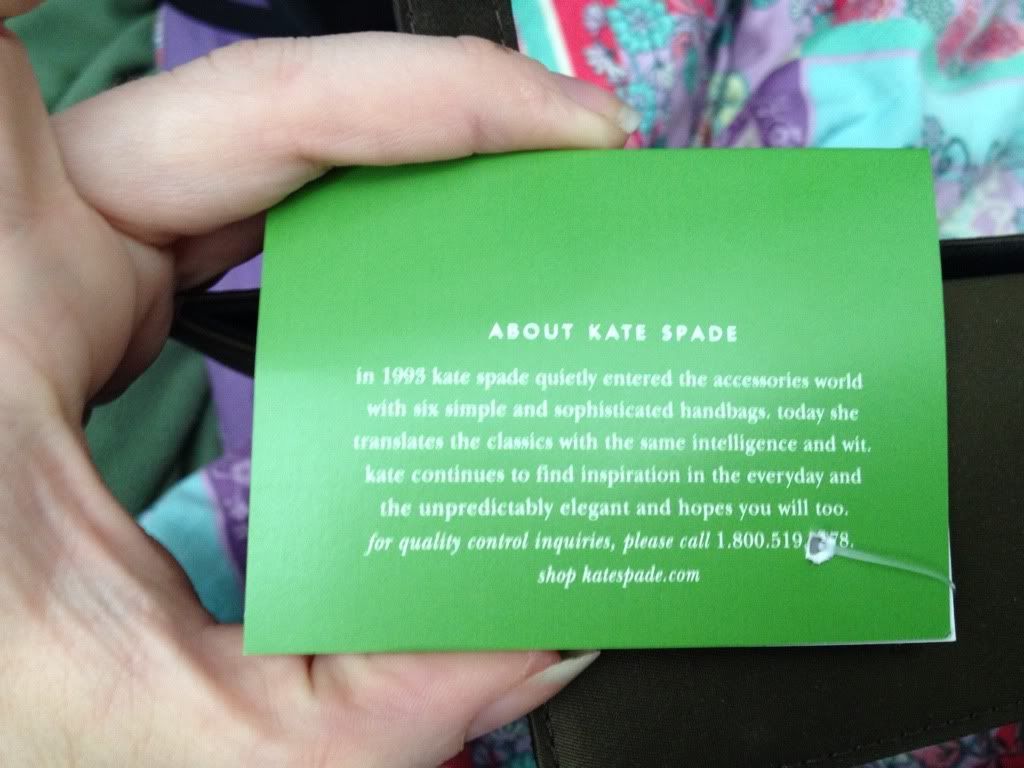 ABOUT KATE SPADE
in 1993 kate spade quietly entered the accessories world
with six simple and sophisticated handbags. today she
translates the classics with the same intelligence and wit.
kate continues to find inspiration in the everyday and
the unpredictably elegant and hopes you will too.
for quality control inquiries, please call 1.800.519.
shop katespade.com